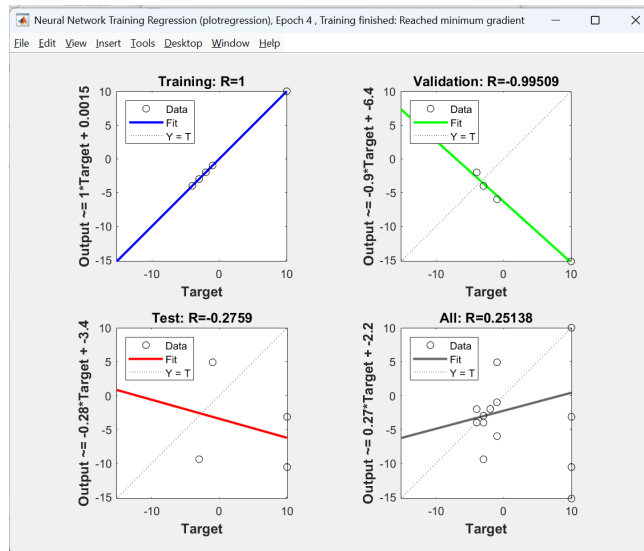 Neural Network Training Regression (plotregression), Epoch 4 , Training finished: Reached minimum gradient
File Edit View Insert Tools Desktop Window Help
Training: R=1
Output ~= 1*Target + 0.0015
10
5
0
-5
-10
-15
Data
Fit
Y = T
-10 0 10
Target
Validation: R=-0.99509
Output ~= -0.9*Target + -6.4
10
5
0
-5
-10
-15
Data
Fit
Y = T
-10 0 10
Target
Test: R=-0.2759
Output ~= -0.28*Target + -3.4
10
5
0
-5
-10
-15
Data
Fit
Y = T
-10 0 10
Target
All: R=0.25138
Output ~= 0.27*Target + -2.2
10
5
0
-5
-10
-15
Data
Fit
Y = T
-10 0 10
Target